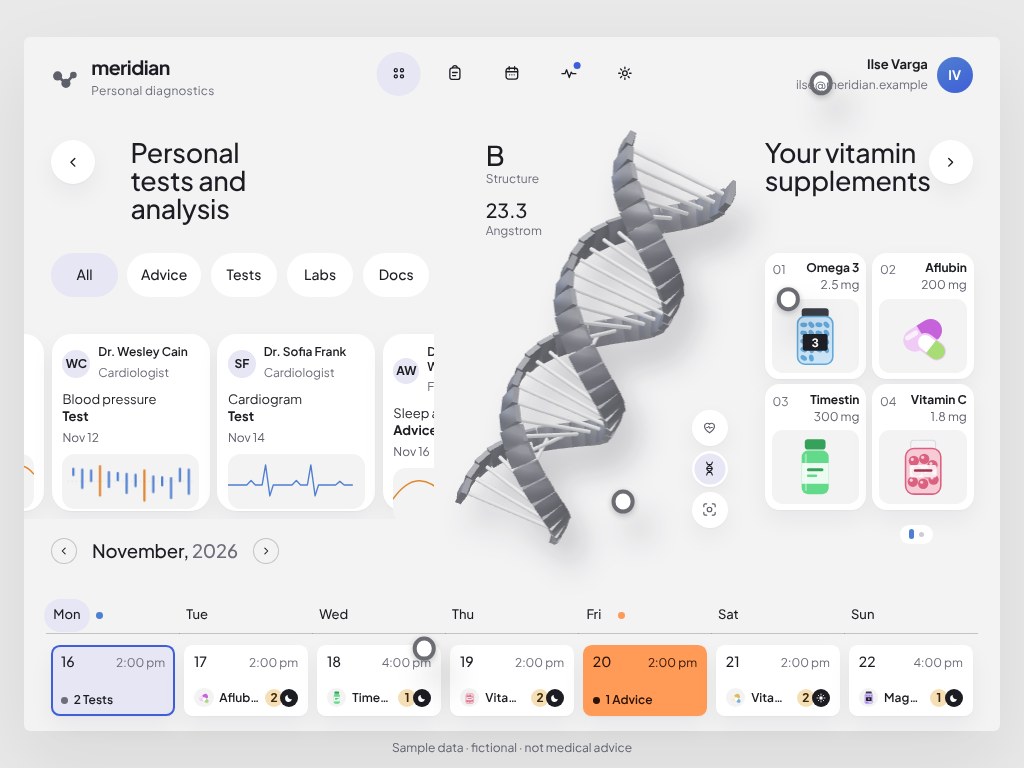 meridian
Personal diagnostics
Ilse Varga
ilse@meridian.example
IV
Personal
tests and
analysis
B
Structure
23.3
Angstrom
Your vitamin
supplements
All
Advice
Tests
Labs
Docs
WC
Dr. Wesley Cain
Cardiologist
Blood pressure
Test
Nov 12
SF
Dr. Sofia Frank
Cardiologist
Cardiogram
Test
Nov 14
AW
Sleep
Advice
Nov 16
01
Omega 3
2.5 mg
3
02
Aflubin
200 mg
03
Timestin
300 mg
04
Vitamin C
1.8 mg
November, 2026
Mon
Tue
Wed
Thu
Fri
Sat
Sun
16
2:00 pm
2 Tests
17
2:00 pm
Aflub...
2
18
4:00 pm
Time...
1
19
2:00 pm
Vita...
2
20
2:00 pm
1 Advice
21
2:00 pm
Vita...
2
22
4:00 pm
Mag...
1
Sample data · fictional · not medical advice